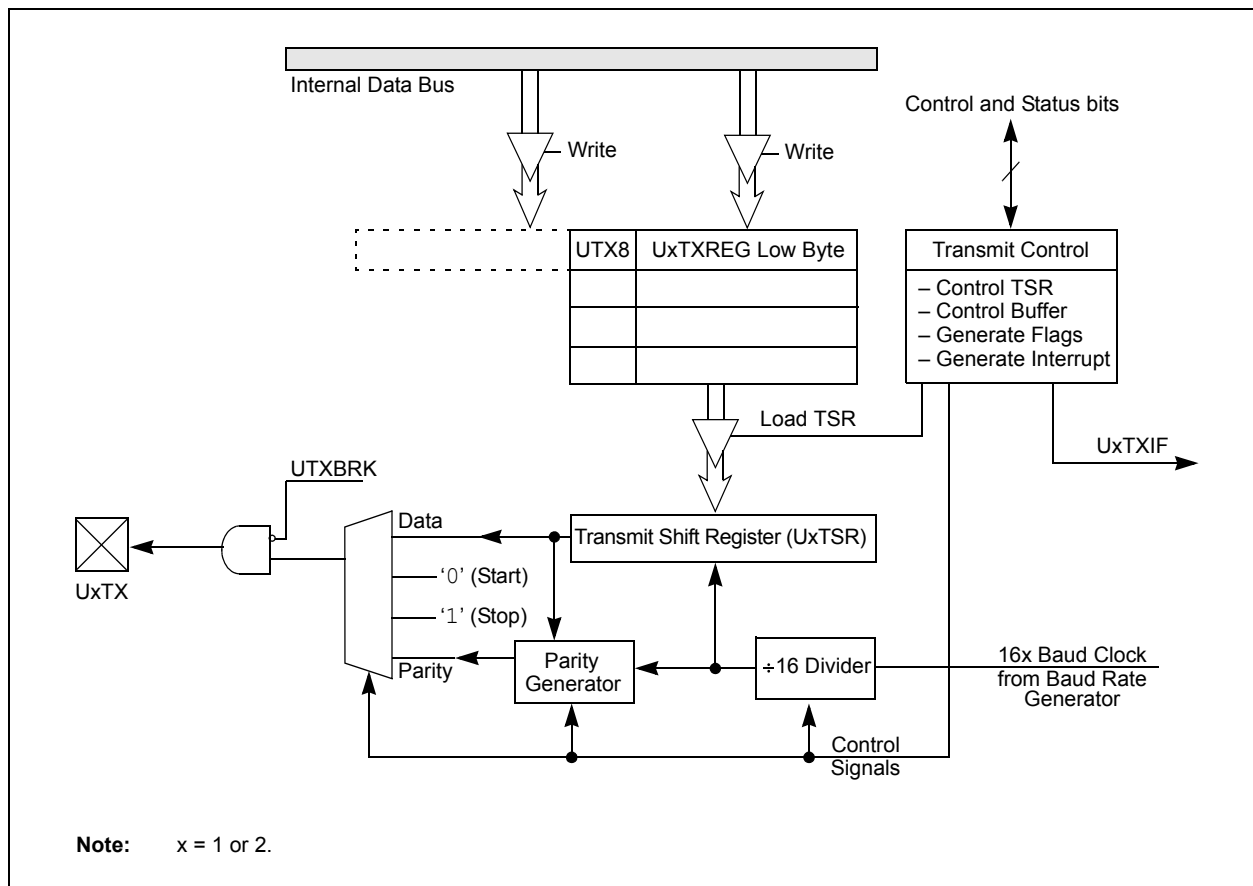 Internal Data Bus
Control and Status bits
Write
Write
UTX8
UxTXREG Low Byte
Transmit Control
– Control TSR
– Control Buffer
– Generate Flags
– Generate Interrupt
Load TSR
UxTXIF
UTXBRK
Data
Transmit Shift Register (UxTSR)
UxTX
‘0’ (Start)
‘1’ (Stop)
Parity
Parity
Generator
÷16 Divider
16x Baud Clock
from Baud Rate
Generator
Control
Signals
Note: x = 1 or 2.